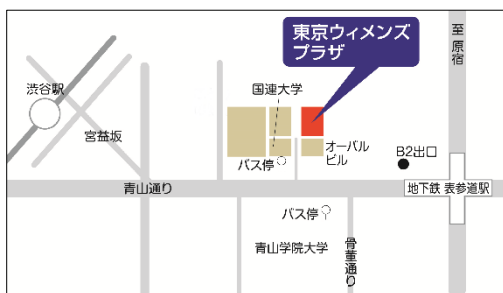 東京ウィメンズ
プラザ
至
原
宿
渋谷駅
国連大学
宮益坂
オーバル
ビル
B2出口
バス停
青山通り
地下鉄 表参道駅
バス停
青山学院大学
骨董通り